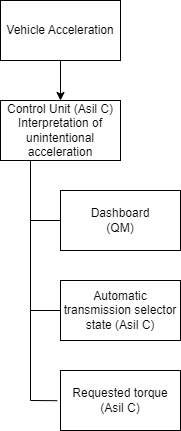 Vehicle Acceleration
Control Unit (Asil C)
Interpretation of
unintentional
acceleration
Dashboard
(QM)
Automatic
transmission selector
state (Asil C)
Requested torque
(Asil C)